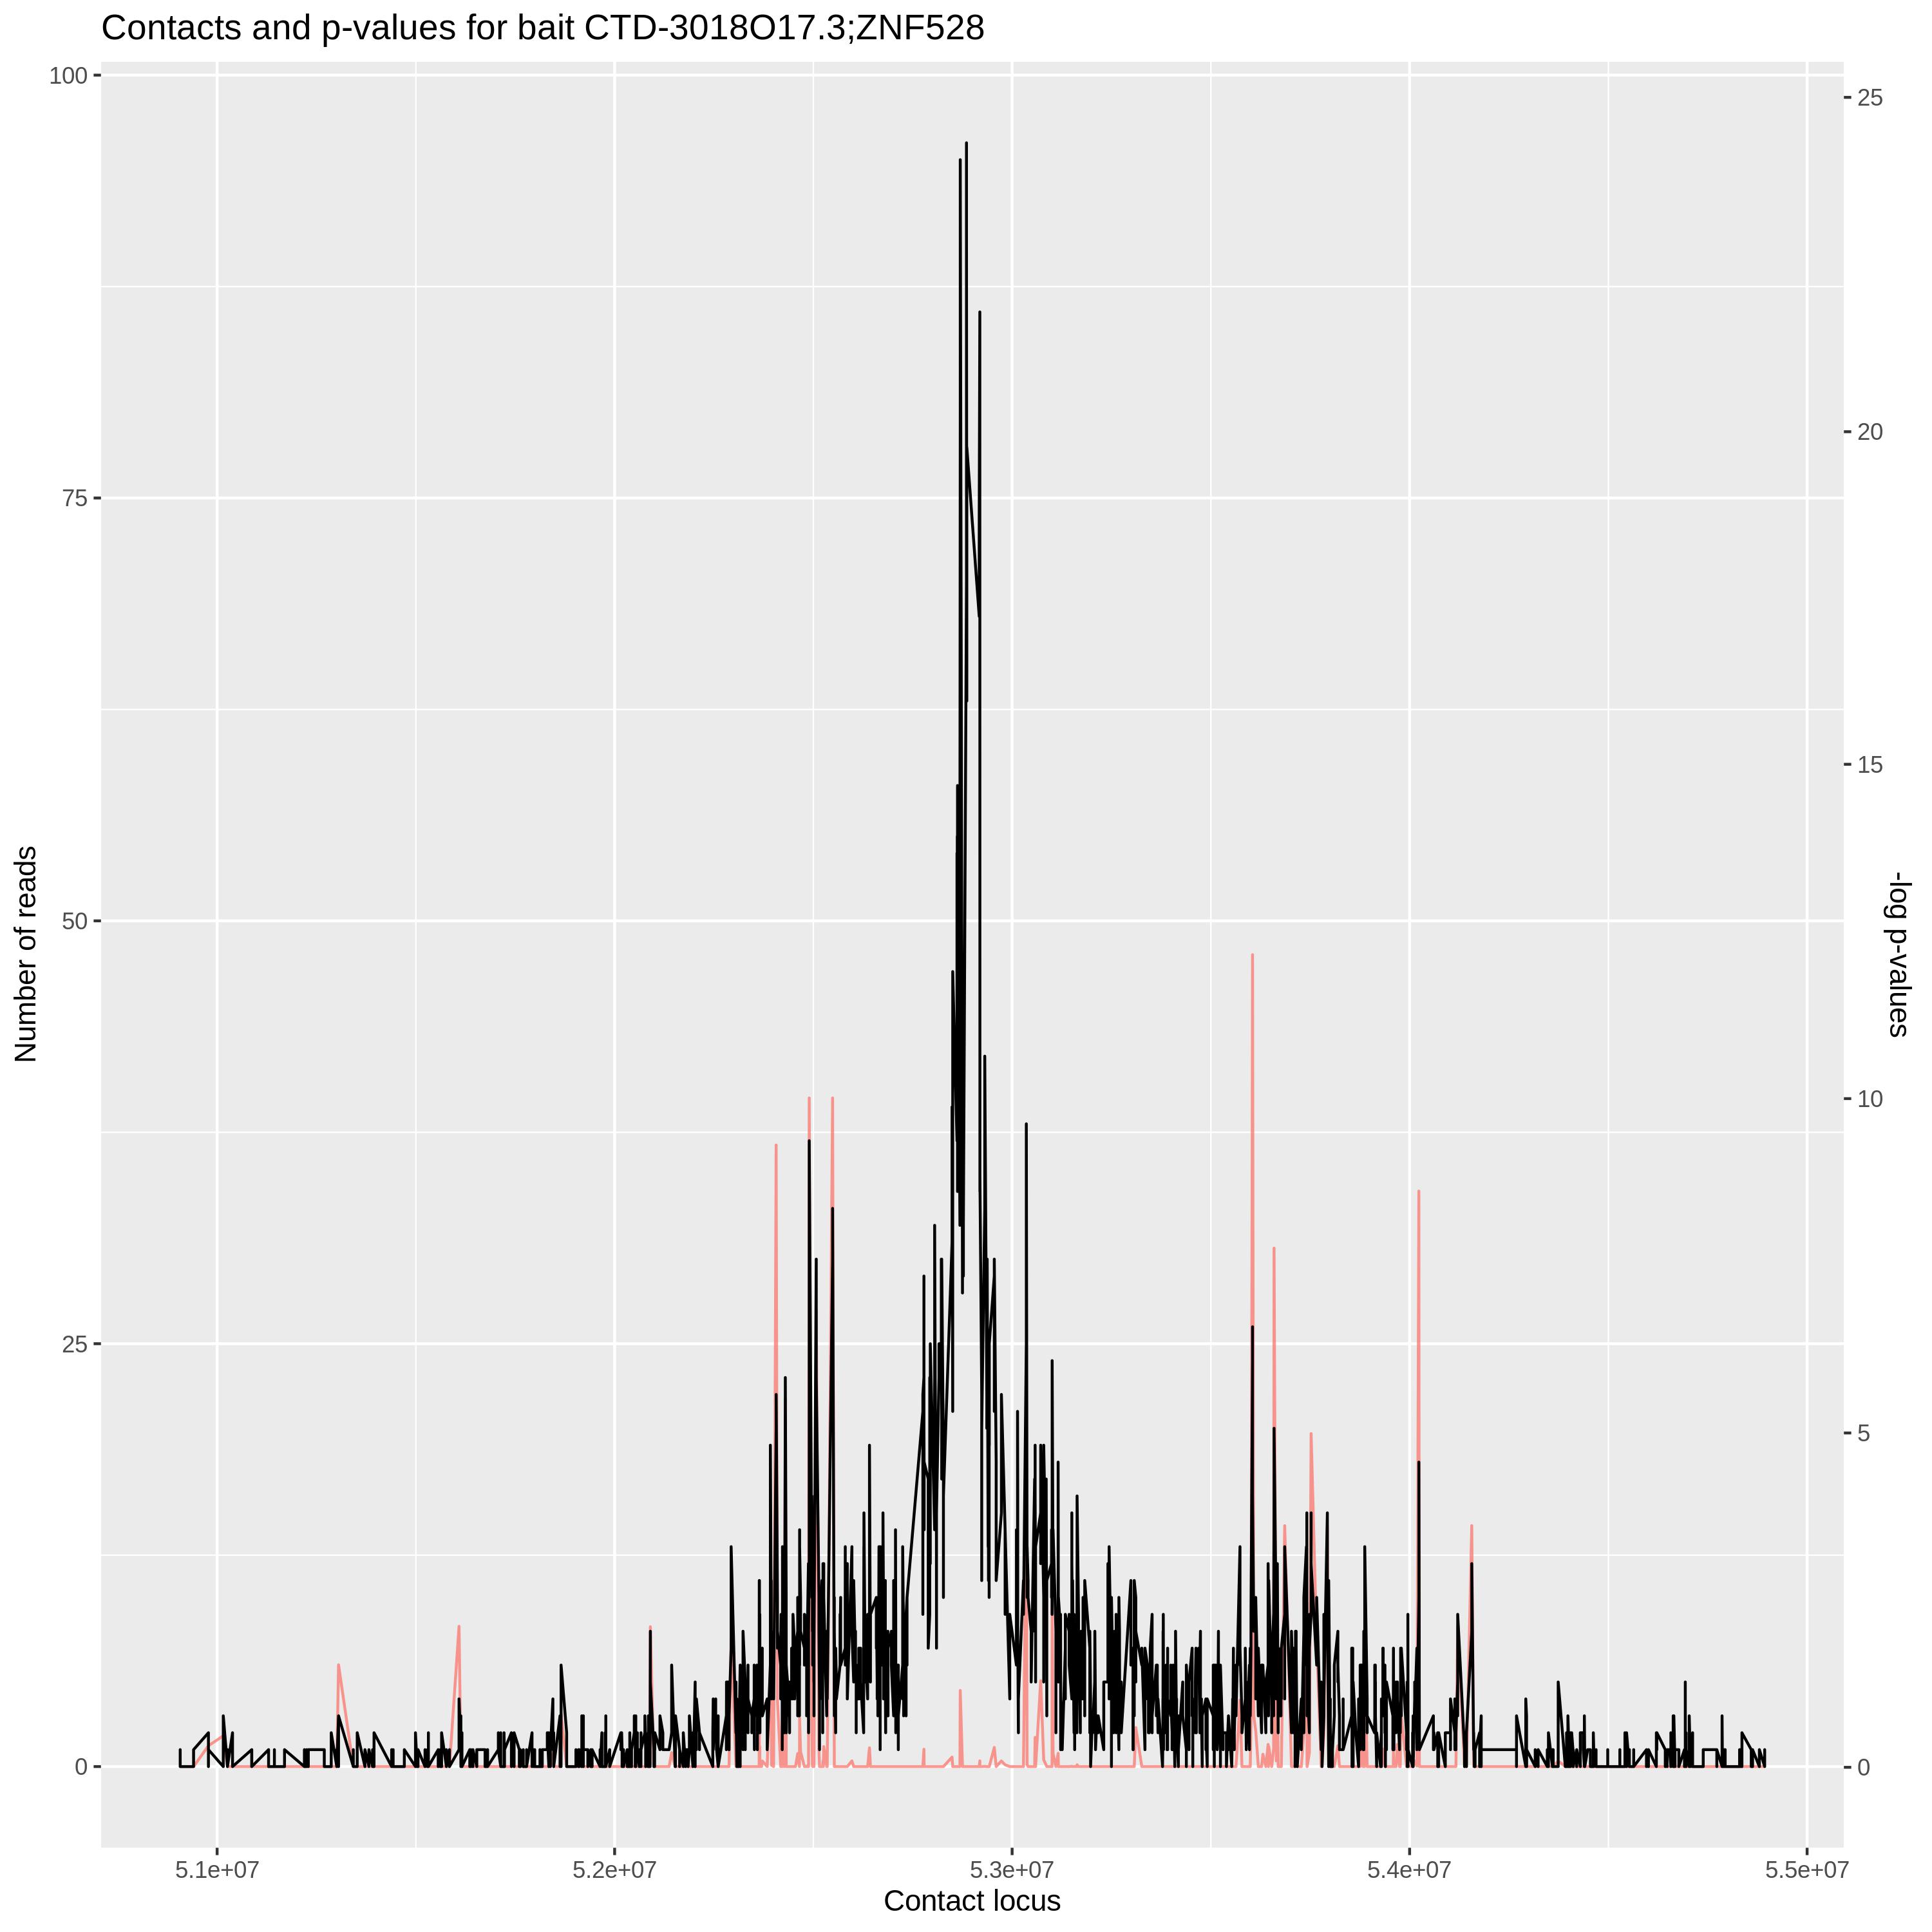 Contacts and p-values for bait CTD-3018O17.3;ZNF528
100
75
50
25
0
Number of reads
25
20
15
10
5
0
-log p-values
5.1e+07 5.2e+07 5.3e+07 5.4e+07 5.5e+07
Contact locus